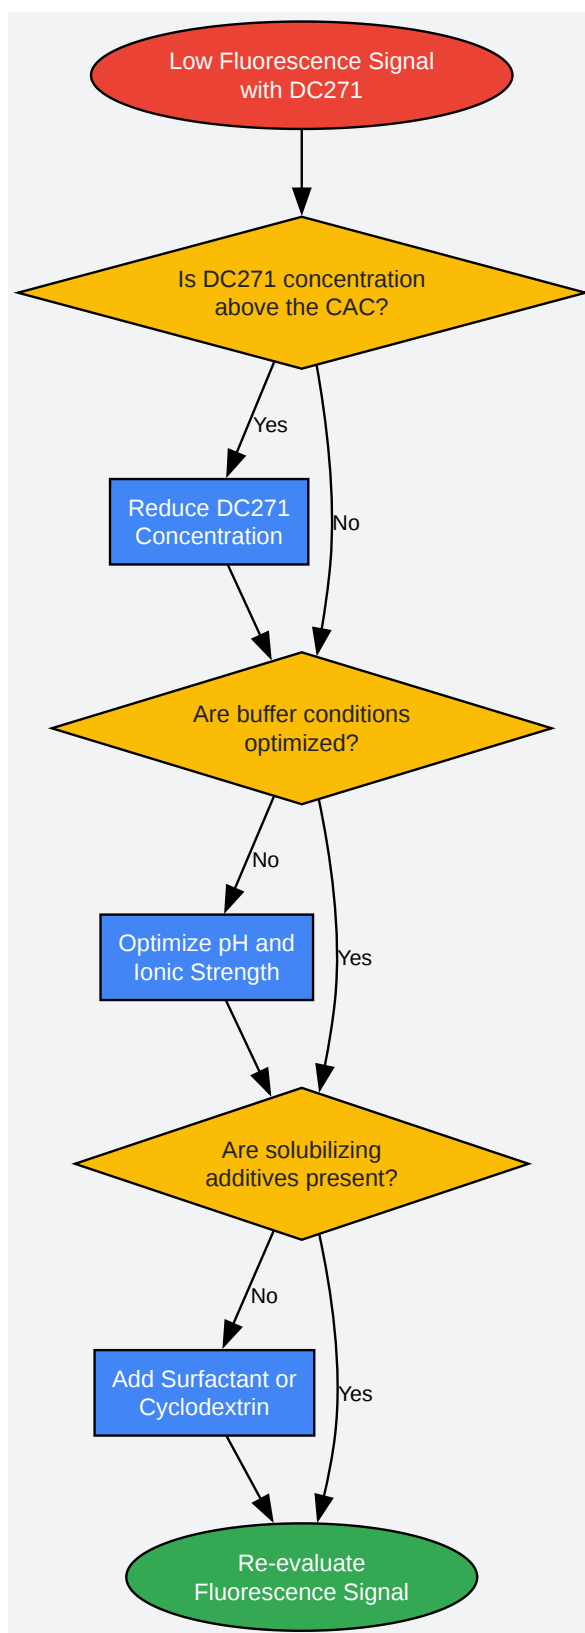 Low Fluorescence Signal
with DC271
Is DC271 concentration
above the CAC?
Yes
Reduce DC271
Concentration
No
Are buffer conditions
optimized?
No
Optimize pH and
Ionic Strength
Yes
Are solubilizing
additives present?
No
Add Surfactant or
Cyclodextrin
Yes
Re-evaluate
Fluorescence Signal